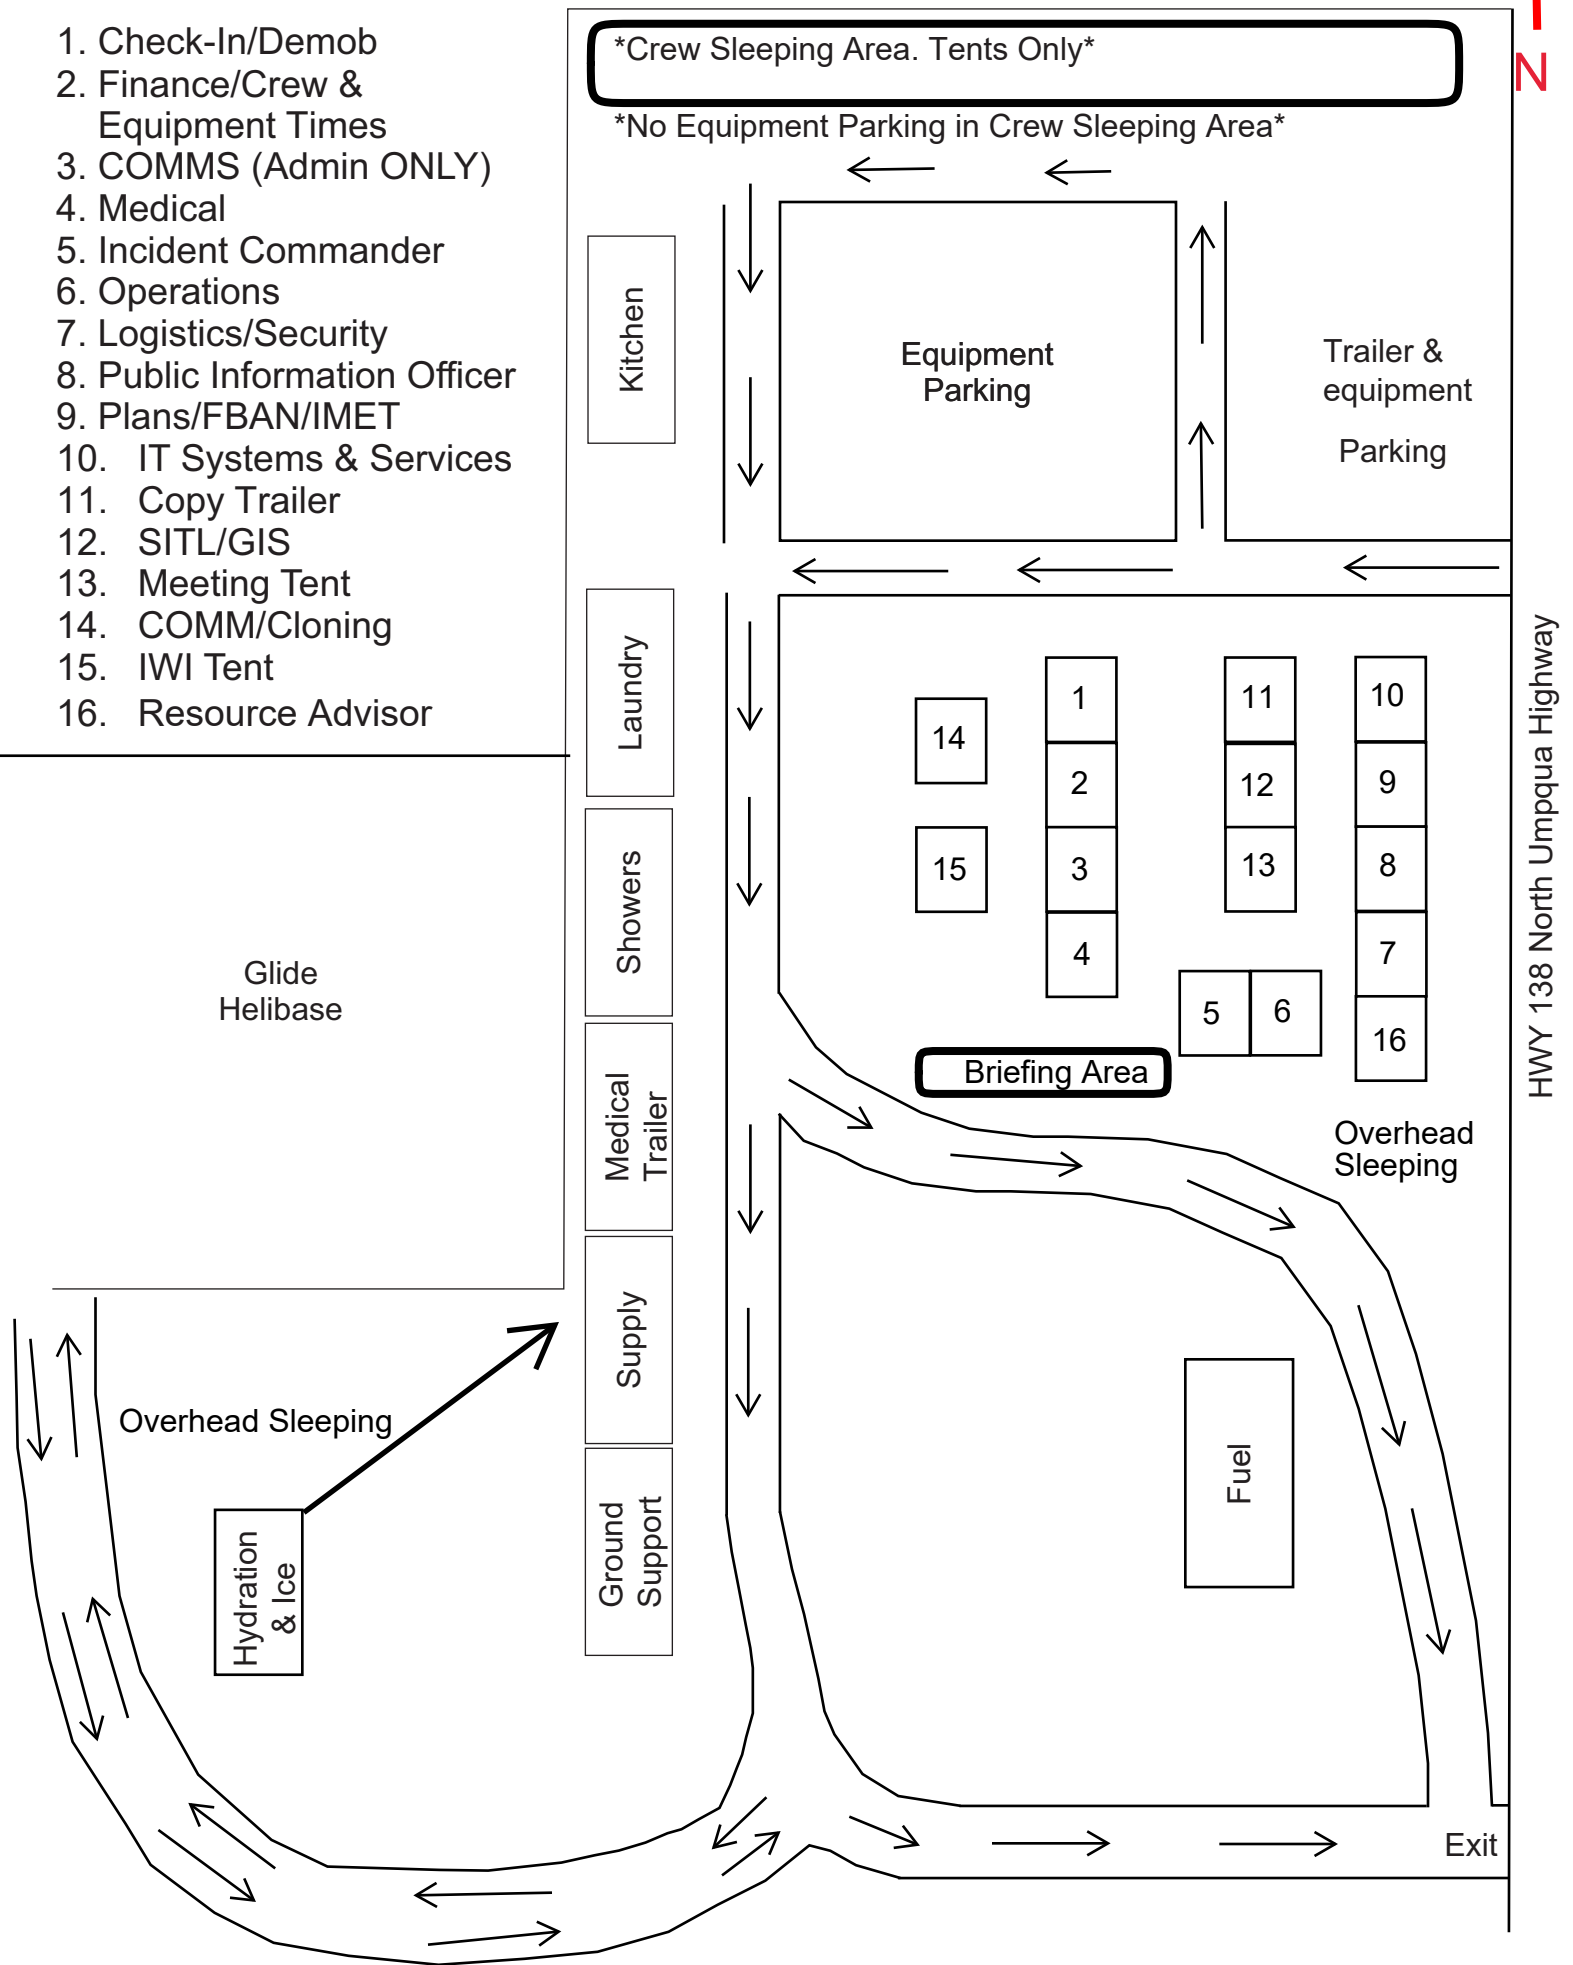 1. Check-In/Demob
2. Finance/Crew &
Equipment Times
3. COMMS (Admin ONLY)
4. Medical
5. Incident Commander
6. Operations
7. Logistics/Security
8. Public Information Officer
9. Plans/FBAN/IMET
10. IT Systems & Services
11. Copy Trailer
12. SITL/GIS
13. Meeting Tent
14. COMM/Cloning
15. IWI Tent
16. Resource Advisor
*Crew Sleeping Area. Tents Only*
*No Equipment Parking in Crew Sleeping Area*
N
Kitchen
Equipment
Parking
Trailer &
equipment
Parking
Laundry
Showers
Medical
Trailer
Supply
Ground
Support
14
15
1
2
3
4
11
12
13
10
9
8
7
16
5
6
Briefing Area
Overhead
Sleeping
HWY 138 North Umpqua Highway
Glide
Helibase
Overhead Sleeping
Hydration
& Ice
Fuel
Exit